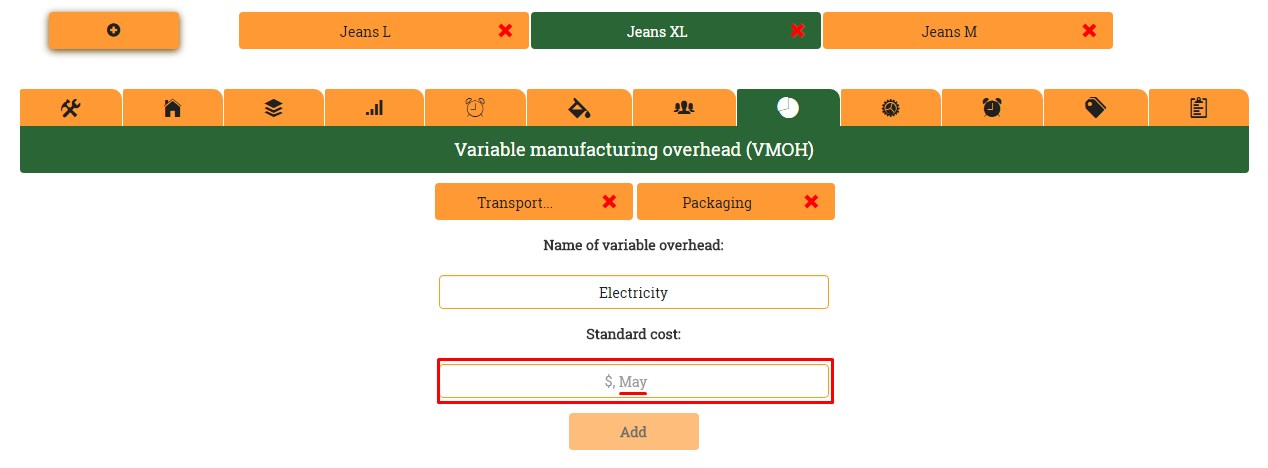 Jeans L
Jeans XL
Jeans M
Variable manufacturing overhead (VMOH)
Transport...
Packaging
Name of variable overhead:
Electricity
Standard cost:
$, May
Add